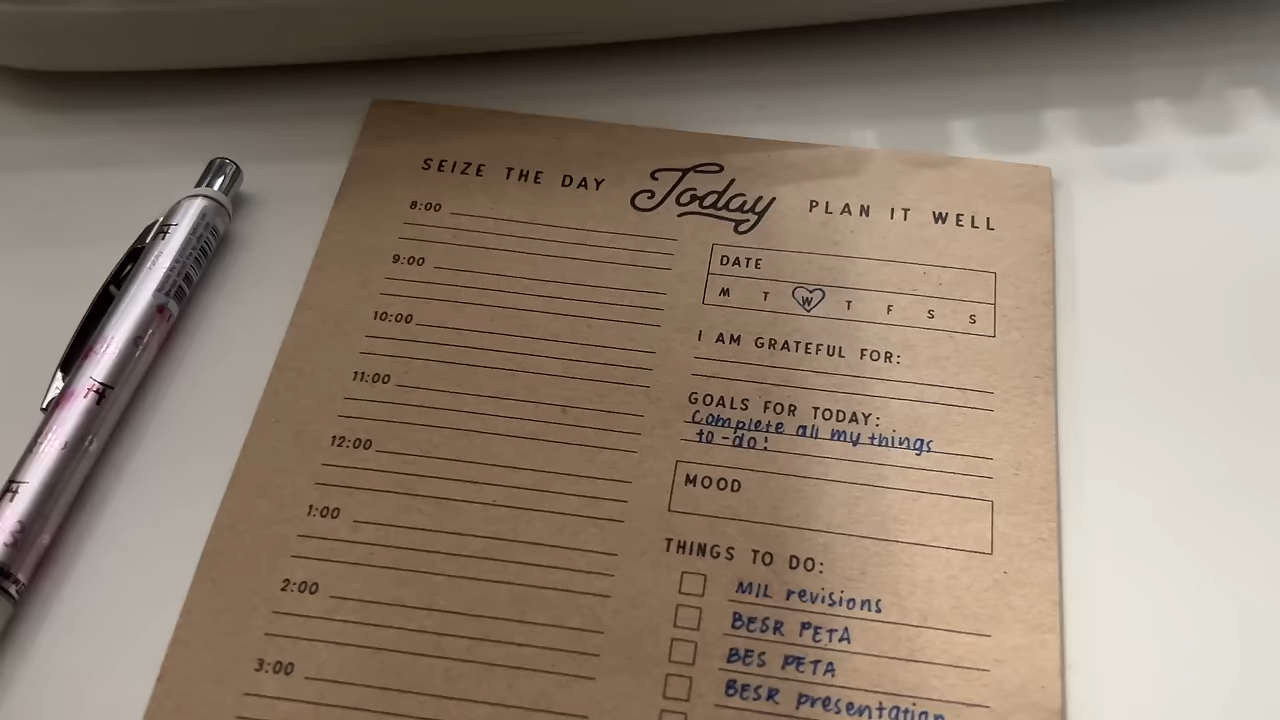 SEIZE THE DAY Today PLAN IT WELL
8:00
9:00
10:00
11:00
12:00
1:00
2:00
3:00
DATE
M T W T F S S
I AM GRATEFUL FOR:
GOALS FOR TODAY:
Complete all my things
to-do!
MOOD
THINGS TO DO:
MIL revisions
BESR PETA
BES PETA
BESR presentation